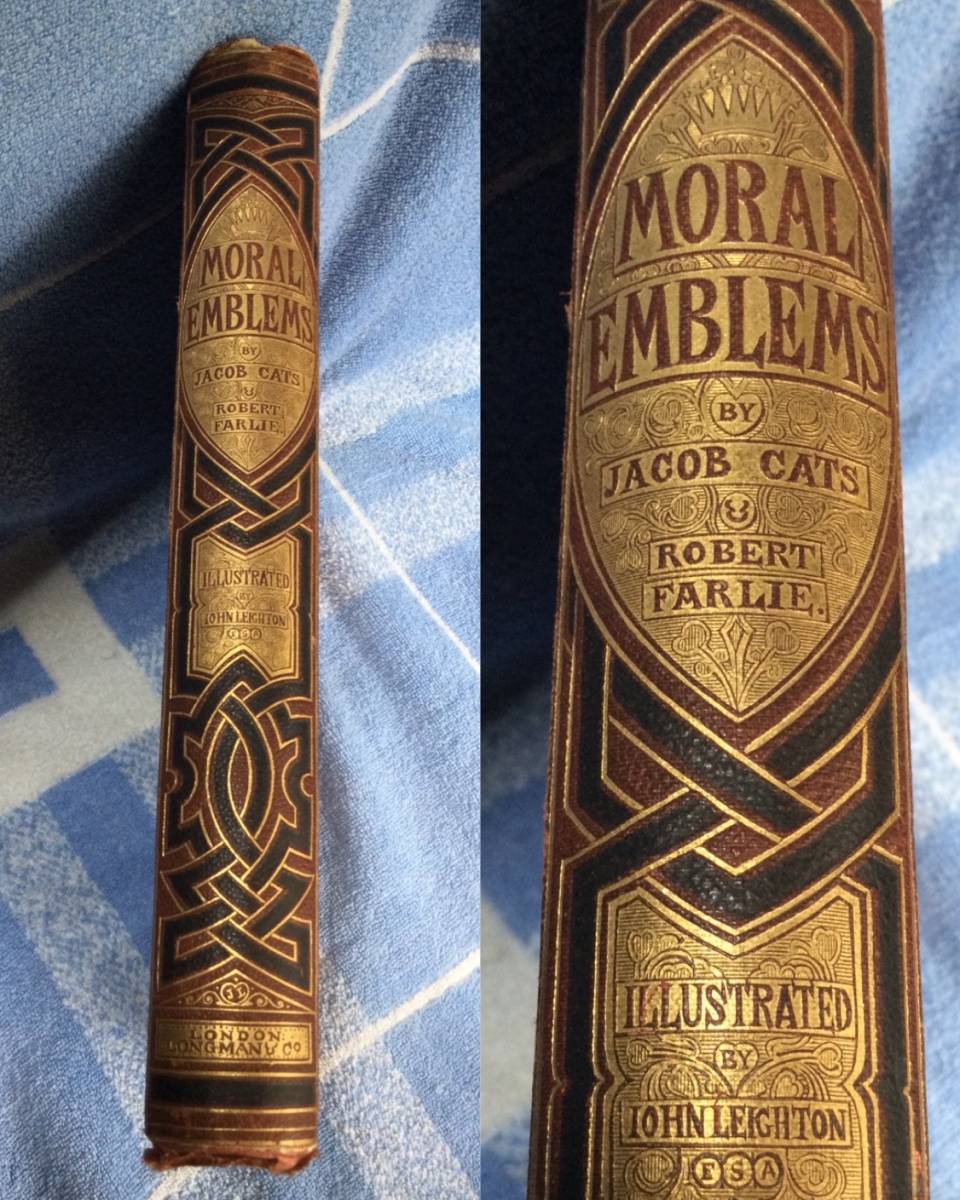 MORAL
EMBLEMS
BY
JACOB CATS
&
ROBERT
FARLIE.
ILLUSTRATED
BY
IOHN LEIGHTON
F S A
LONDON
LONGMAN & CO
MORAL
EMBLEMS
BY
JACOB CATS
&
ROBERT
FARLIE.
ILLUSTRATED
BY
IOHN LEIGHTON
F S A